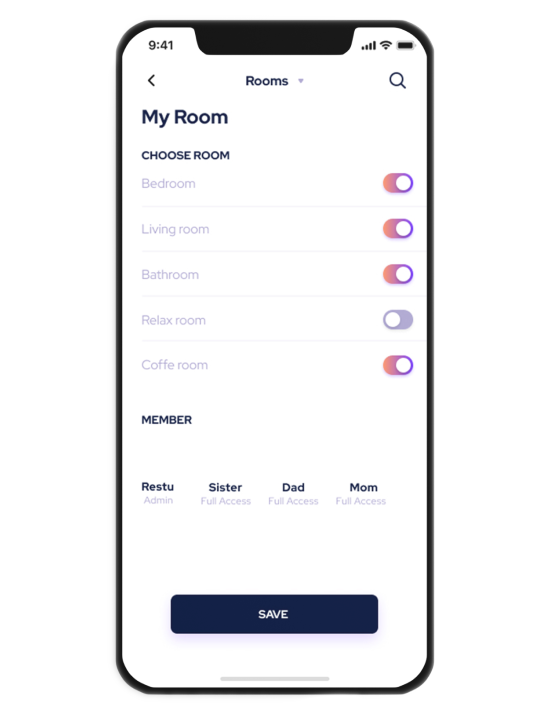 9:41
Rooms
My Room
CHOOSE ROOM
Bedroom
Living room
Bathroom
Relax room
Coffe room
MEMBER
Restu Sister Dad Mom
Admin Full Access Full Access Full Access
SAVE